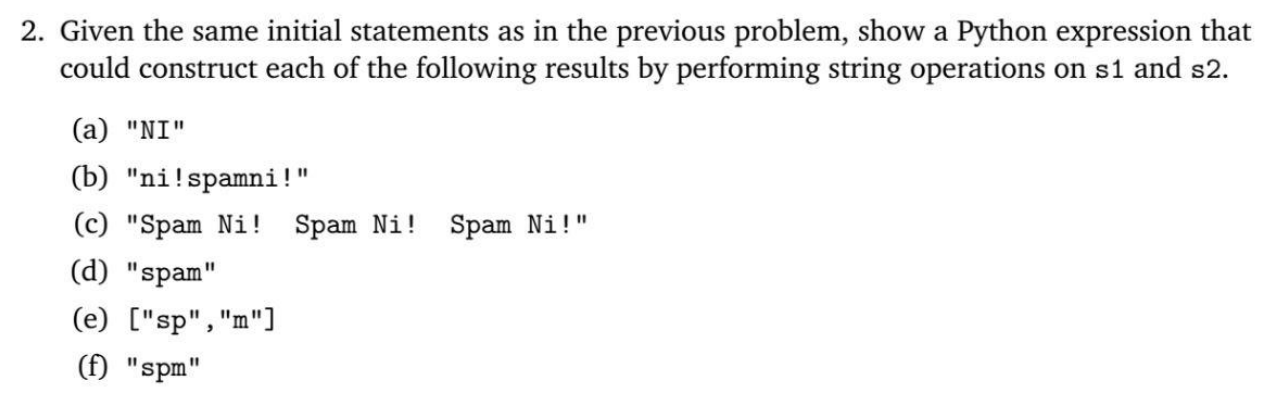 2. Given the same initial statements as in the previous problem, show a Python expression that
could construct each of the following results by performing string operations on s1 and s2.
(a) "NI"
(b) "ni!spamni!"
(c) "Spam Ni!  Spam Ni!  Spam Ni!"
(d) "spam"
(e) ["sp","m"]
(f) "spm"